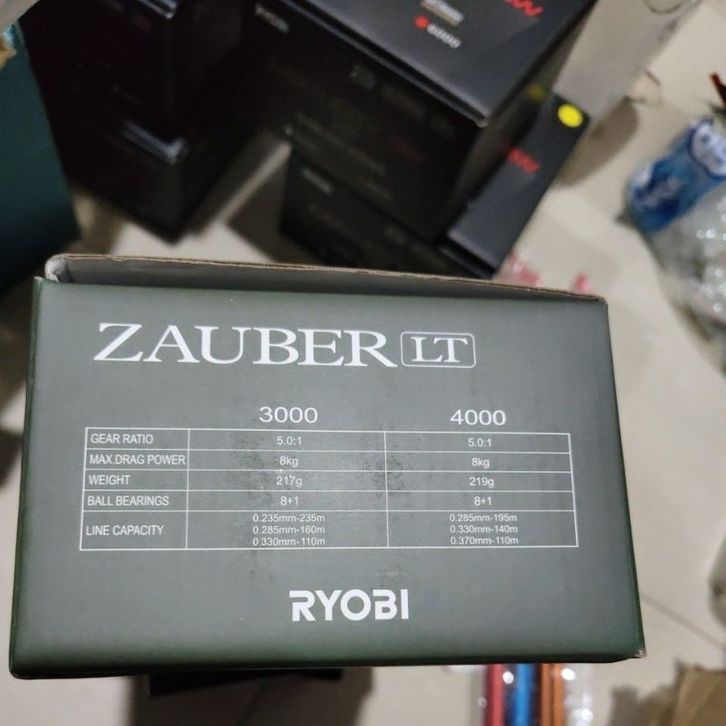 RYOBI
ZAUBER LT
3000 4000
GEAR RATIO 5.0:1 5.0:1
MAX.DRAG POWER 8kg 8kg
WEIGHT 217g 219g
BALL BEARINGS 8+1 8+1
LINE CAPACITY
0.235mm-235m 0.285mm-195m
0.285mm-160m 0.330mm-140m
0.330mm-110m 0.370mm-110m
RYOBI